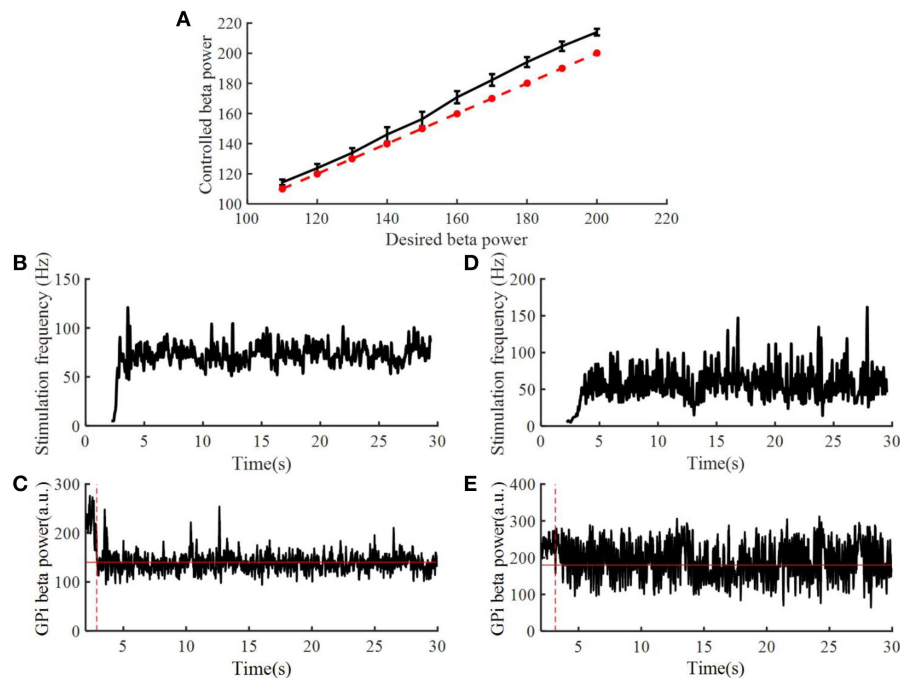 A
Controlled beta power
220
200
180
160
140
120
100
100 120 140 160 180 200 220
Desired beta power
B
Stimulation frequency (Hz)
150
100
50
0
0 5 10 15 20 25 30
Time(s)
D
Stimulation frequency (Hz)
200
150
100
50
0
0 5 10 15 20 25 30
Time(s)
C
GPi beta power(a.u.)
300
200
100
0
5 10 15 20 25 30
Time(s)
E
GPi beta power(a.u.)
400
300
200
100
0
5 10 15 20 25 30
Time(s)